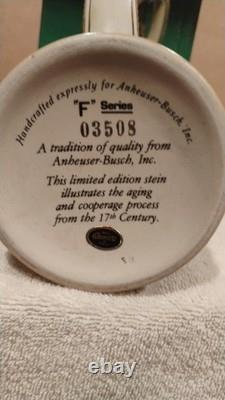 Handcrafted expressly for Anheuser-Busch, Inc.
"F" Series
03508
A tradition of quality from
Anheuser-Busch, Inc.
This limited edition stein
illustrates the aging
and cooperage process
from the 17th Century.